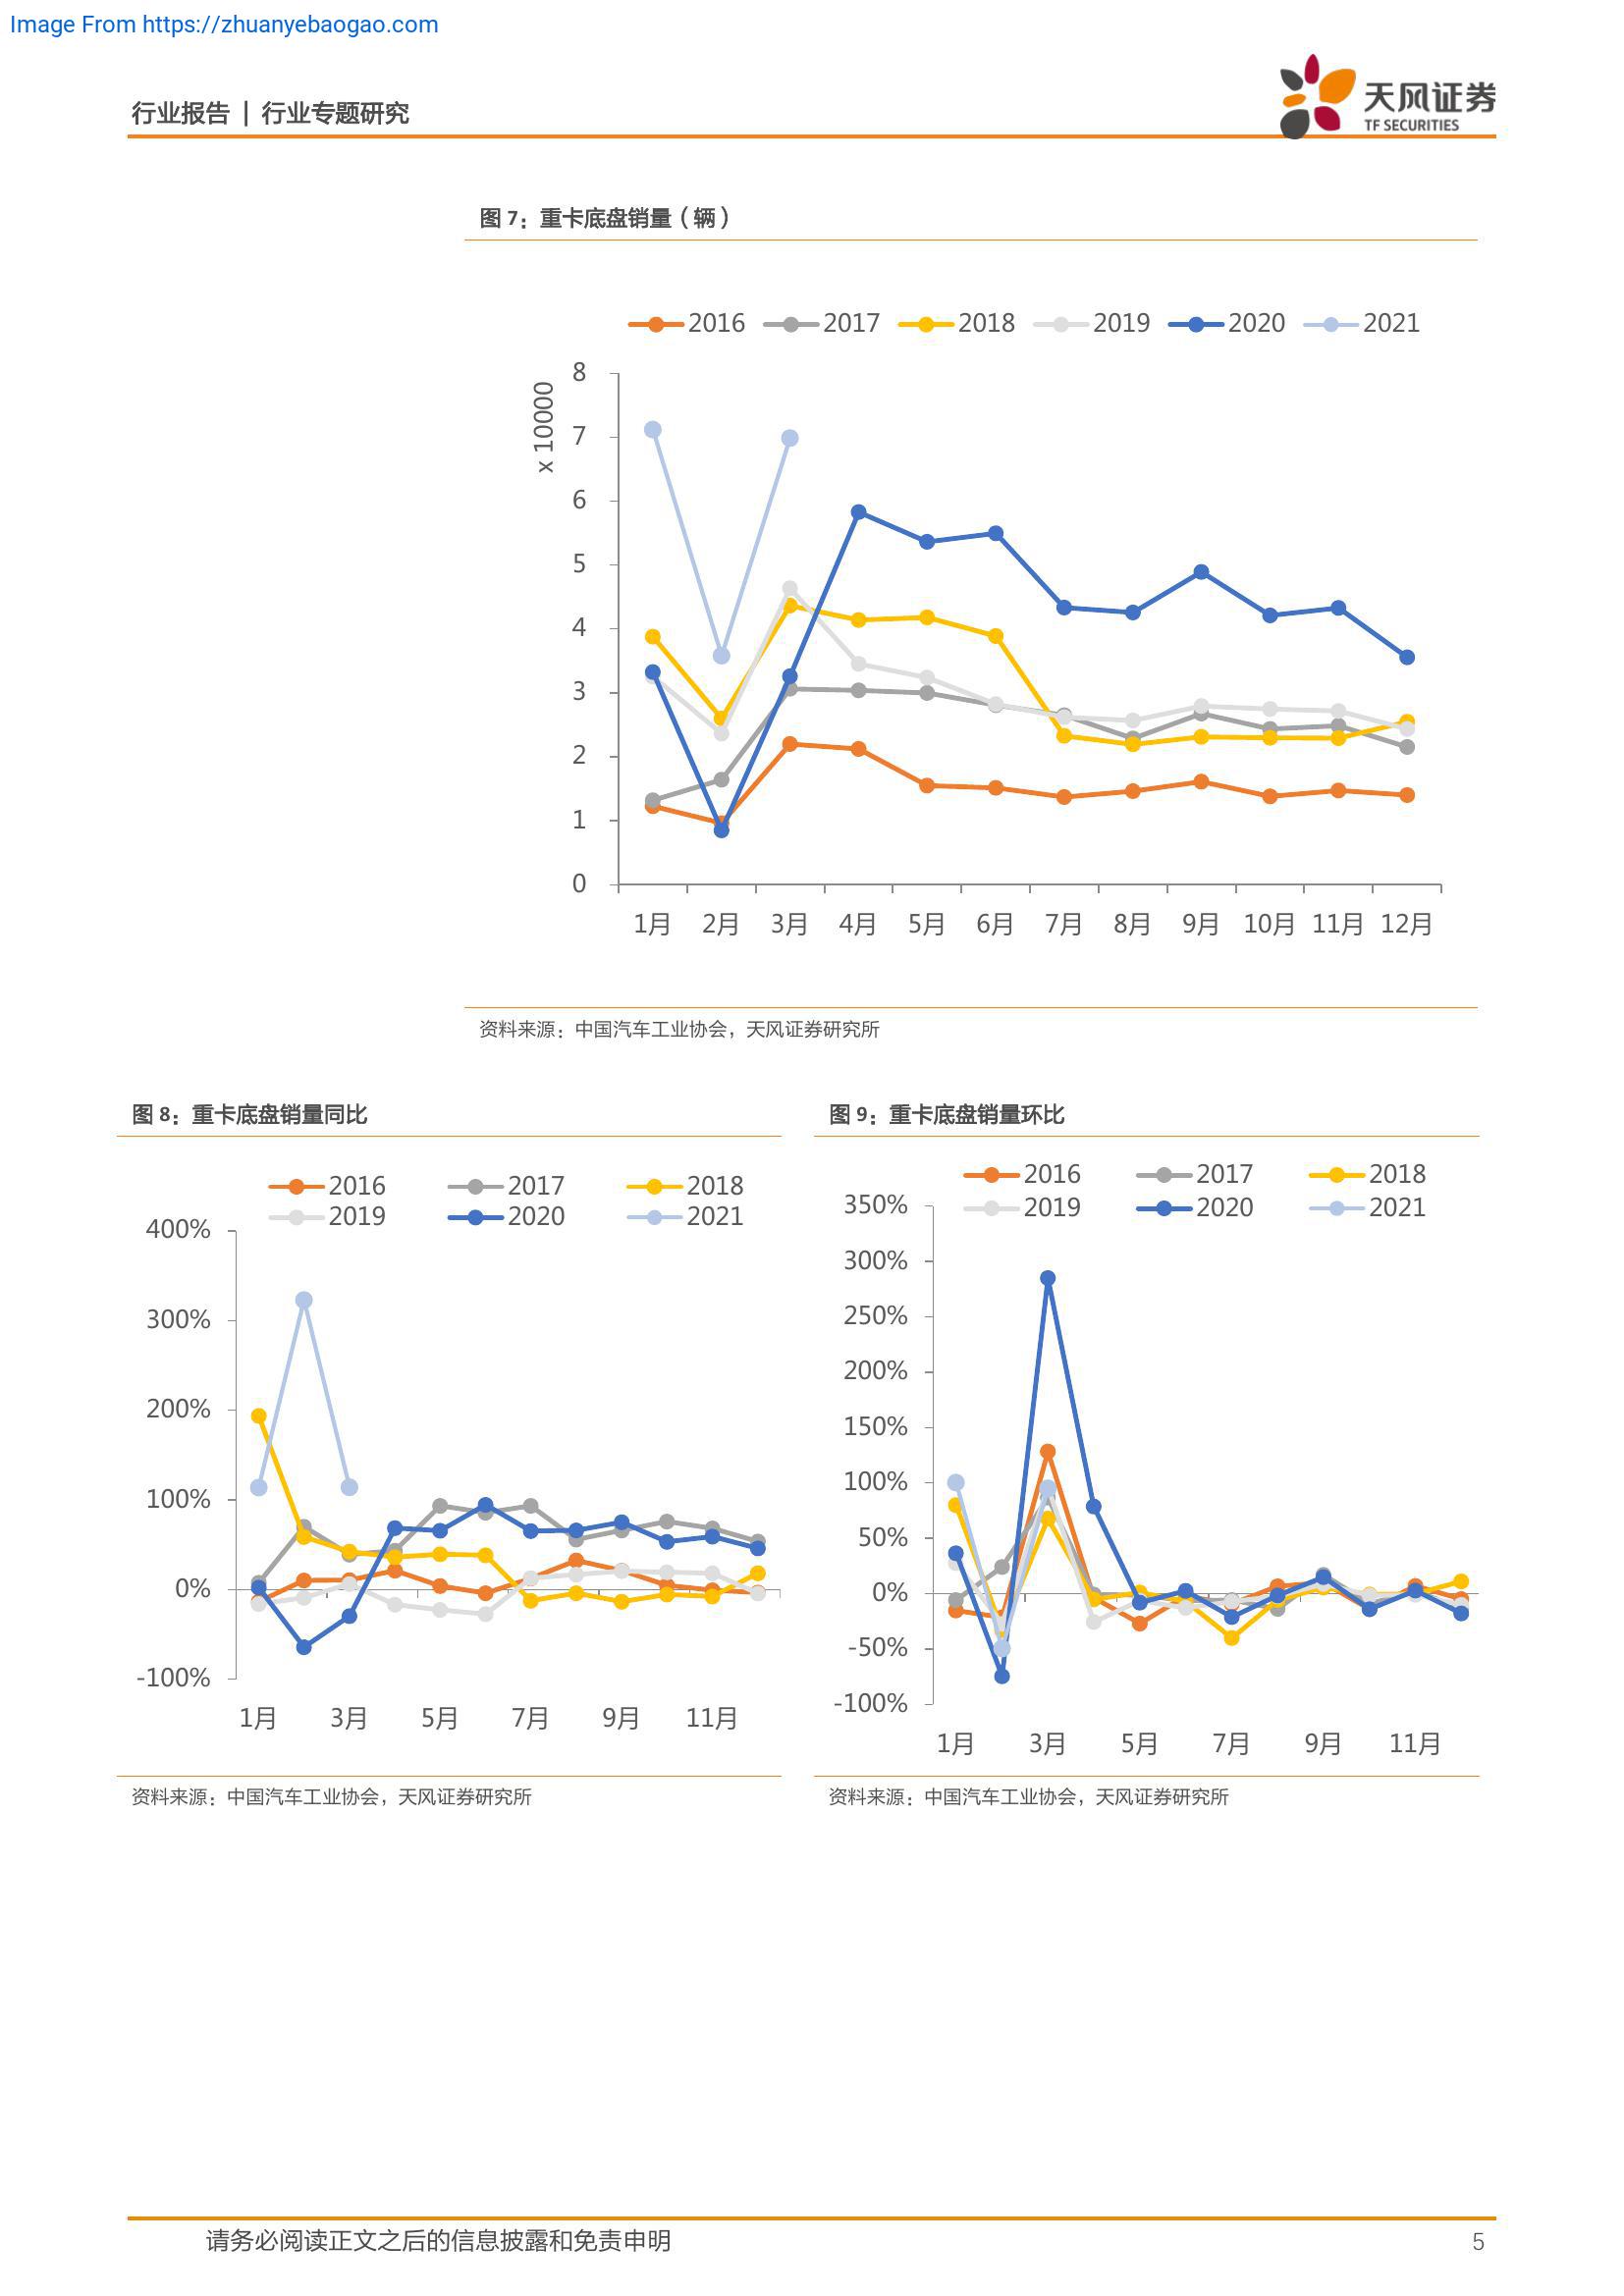 Image From https://zhuanyebaogao.com
行业报告 | 行业专题研究
天风证券
TF SECURITIES
图 7：重卡底盘销量（辆）
2016 2017 2018 2019 2020 2021
x 10000
8
7
6
5
4
3
2
1
0
1月 2月 3月 4月 5月 6月 7月 8月 9月 10月 11月 12月
资料来源：中国汽车工业协会，天风证券研究所
图 8：重卡底盘销量同比
2016 2017 2018
2019 2020 2021
400%
300%
200%
100%
0%
-100%
1月 3月 5月 7月 9月 11月
资料来源：中国汽车工业协会，天风证券研究所
图 9：重卡底盘销量环比
2016 2017 2018
2019 2020 2021
350%
300%
250%
200%
150%
100%
50%
0%
-50%
-100%
1月 3月 5月 7月 9月 11月
资料来源：中国汽车工业协会，天风证券研究所
请务必阅读正文之后的信息披露和免责申明 5